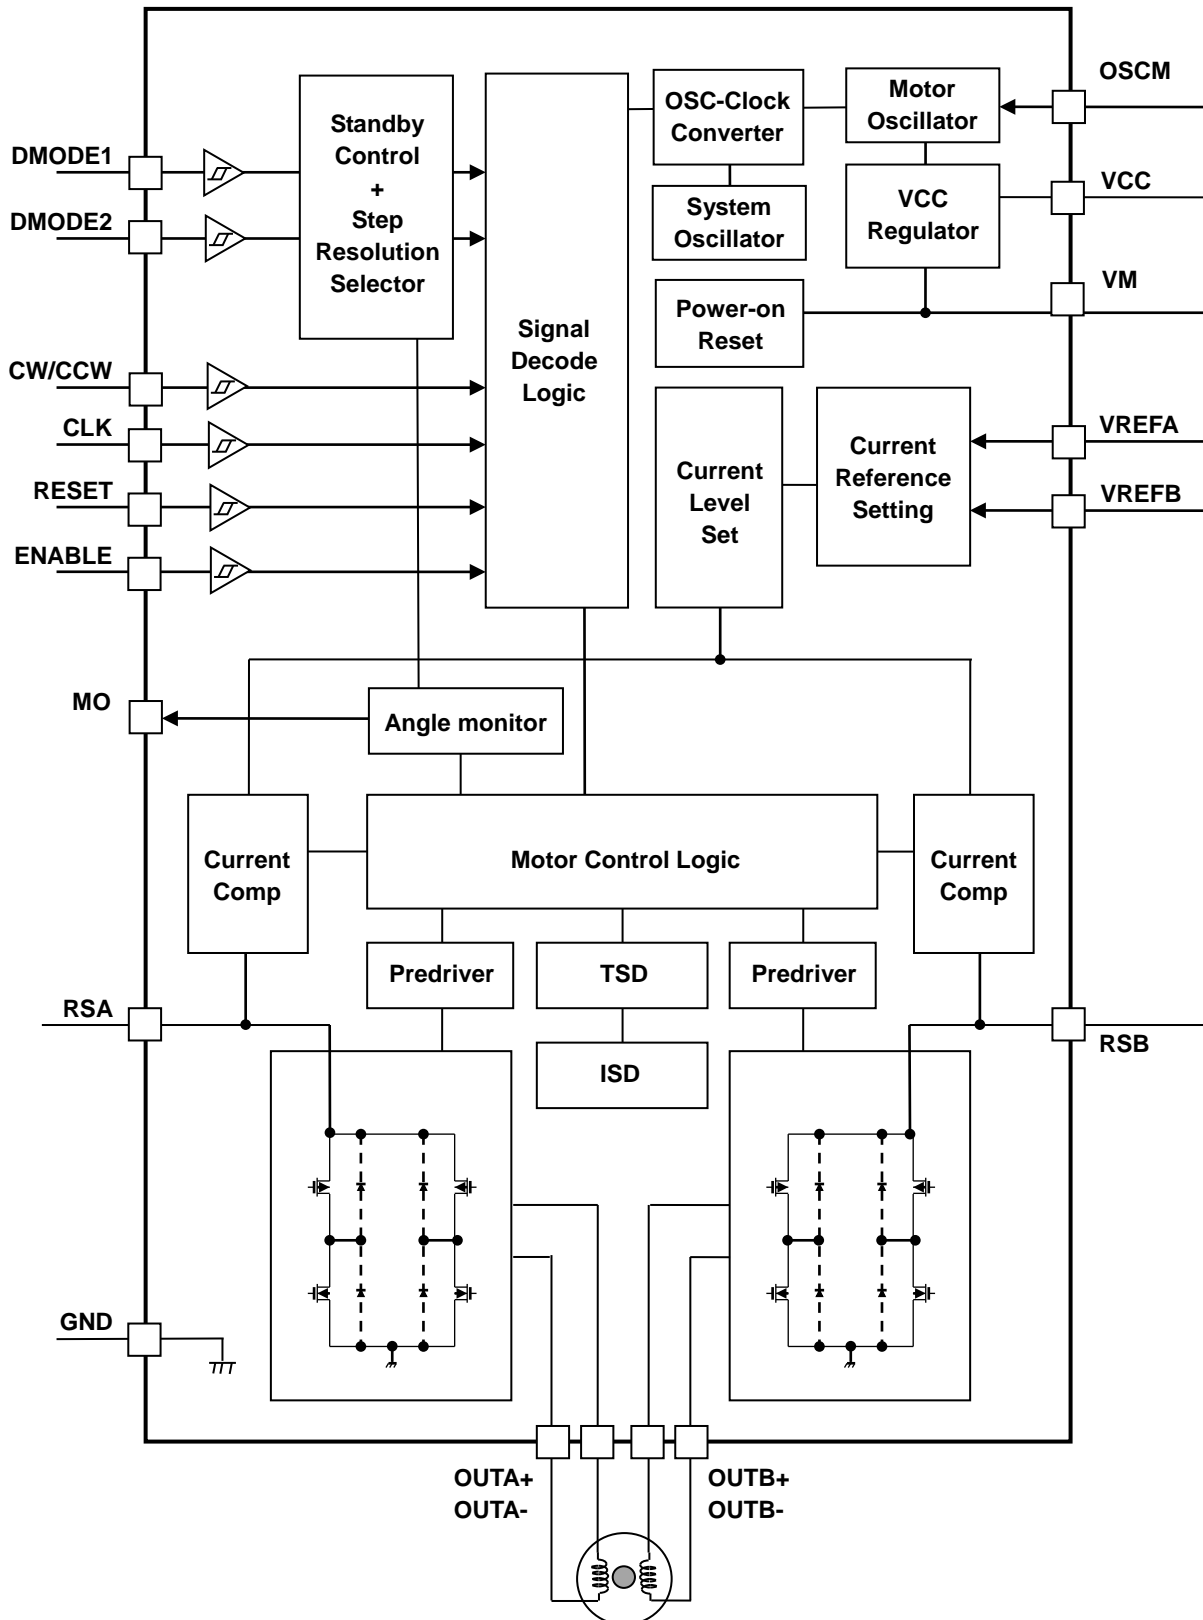 OSCM
OSC-Clock
Converter
Motor
Oscillator
Standby
Control
+
Step
Resolution
Selector
DMODE1
DMODE2
System
Oscillator
VCC
Regulator
VCC
VM
Power-on
Reset
Signal
Decode
Logic
CW/CCW
CLK
RESET
ENABLE
Current
Level
Set
Current
Reference
Setting
VREFA
VREFB
MO
Angle monitor
Current
Comp
Motor Control Logic
Current
Comp
Predriver
TSD
Predriver
RSA
RSB
ISD
GND
OUTA+
OUTA-
OUTB+
OUTB-